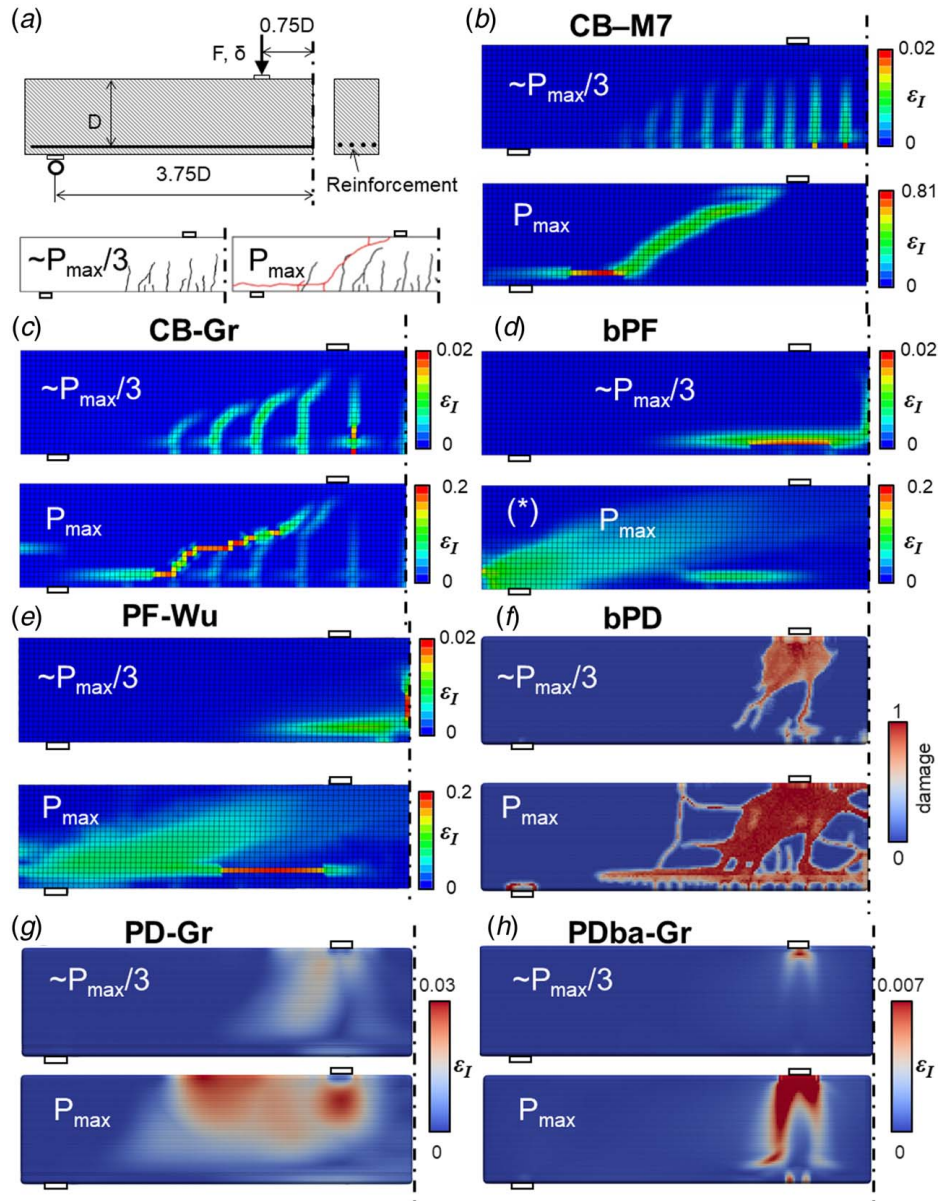 (a)
0.75D
F, δ
D
3.75D
Reinforcement
~Pmax/3
Pmax
(b)
CB–M7
~Pmax/3
0.02
εI
0
Pmax
0.81
εI
0
(c)
CB-Gr
~Pmax/3
0.02
εI
0
Pmax
0.2
εI
0
(d)
bPF
~Pmax/3
0.02
εI
0
(*)
Pmax
0.2
εI
0
(e)
PF-Wu
~Pmax/3
0.02
εI
0
Pmax
0.2
εI
0
(f)
bPD
~Pmax/3
Pmax
1
damage
0
(g)
PD-Gr
~Pmax/3
Pmax
0.03
εI
0
(h)
PDba-Gr
~Pmax/3
Pmax
0.007
εI
0